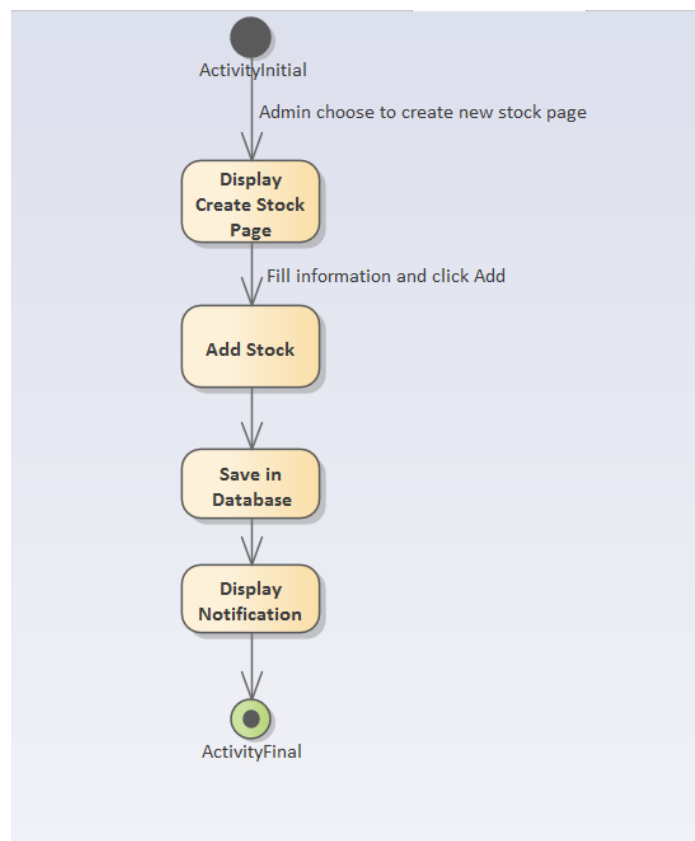 ActivityInitial
Admin choose to create new stock page
Display
Create Stock
Page
Fill information and click Add
Add Stock
Save in
Database
Display
Notification
ActivityFinal